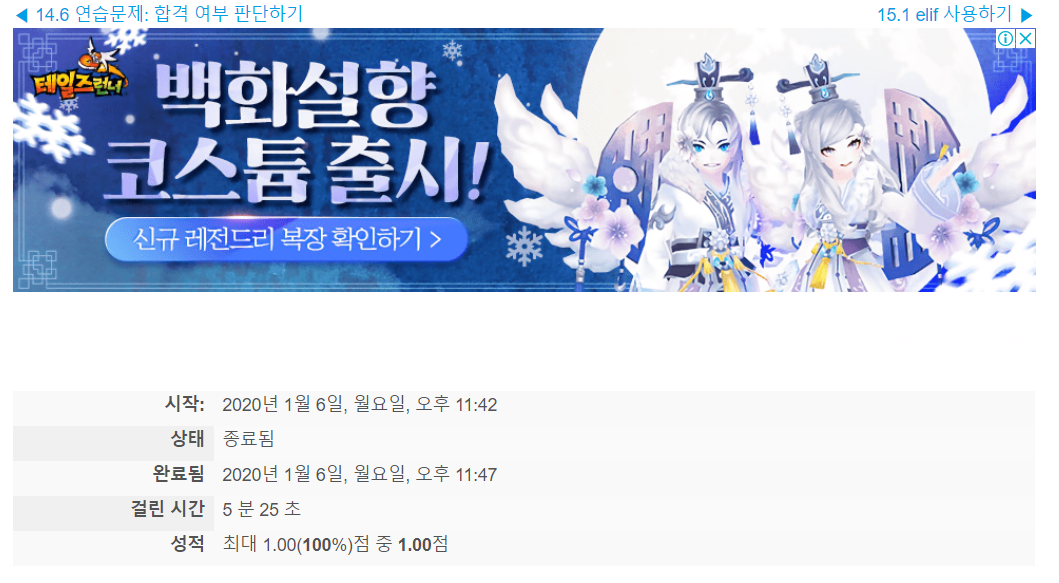 ◀ 14.6 연습문제: 합격 여부 판단하기
15.1 elif 사용하기 ▶
테일즈런너
백화설향
코스튬 출시!
신규 레전드리 복장 확인하기 >
시작: 2020년 1월 6일, 월요일, 오후 11:42
상태 종료됨
완료됨 2020년 1월 6일, 월요일, 오후 11:47
걸린 시간 5 분 25 초
성적 최대 1.00(100%)점 중 1.00점